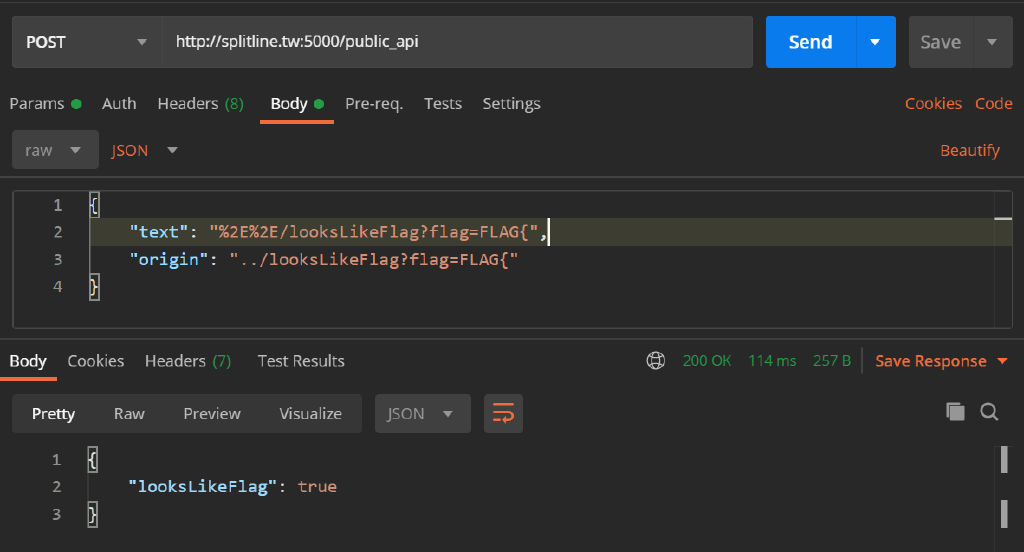 POST http://splitline.tw:5000/public_api Send Save
Params Auth Headers (8) Body Pre-req. Tests Settings Cookies Code
raw JSON Beautify
1 {
2 "text": "%2E%2E/looksLikeFlag?flag=FLAG{",
3 "origin": "../looksLikeFlag?flag=FLAG{"
4 }
Body Cookies Headers (7) Test Results 200 OK 114 ms 257 B Save Response
Pretty Raw Preview Visualize JSON
1 {
2 "looksLikeFlag": true
3 }